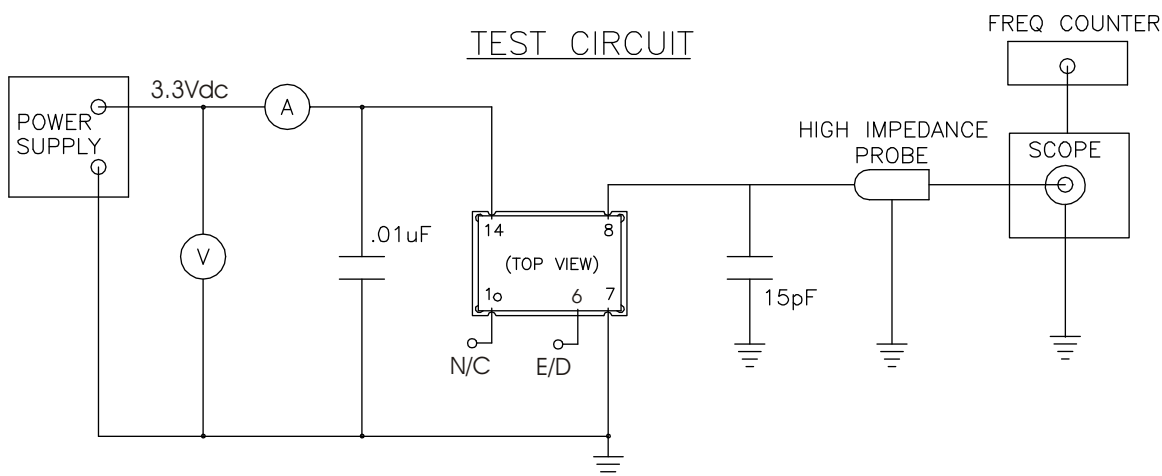 FREQ COUNTER
TEST CIRCUIT
3.3Vdc
A
POWER
SUPPLY
HIGH IMPEDANCE
PROBE
SCOPE
14
8
.01uF
V
(TOP VIEW)
1
6
7
15pF
N/C
E/D